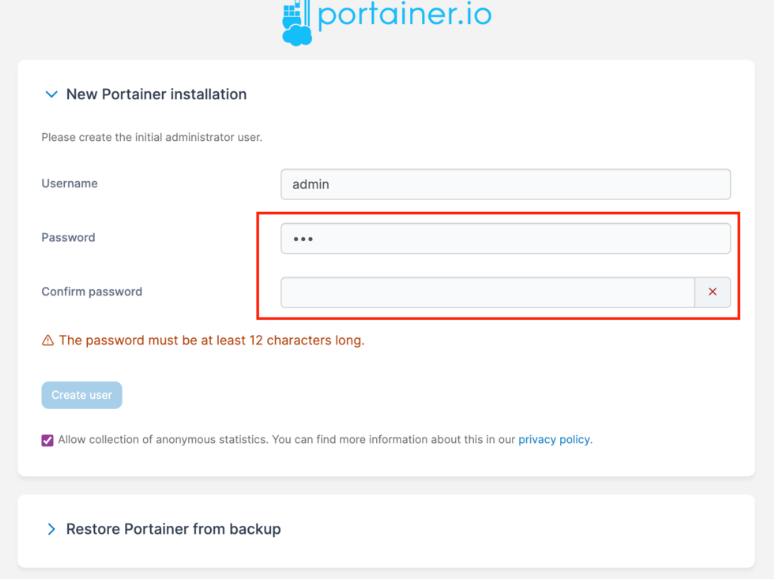 portainer.io
New Portainer installation
Please create the initial administrator user.
Username
admin
Password
•••
Confirm password
The password must be at least 12 characters long.
Create user
Allow collection of anonymous statistics. You can find more information about this in our privacy policy.
Restore Portainer from backup